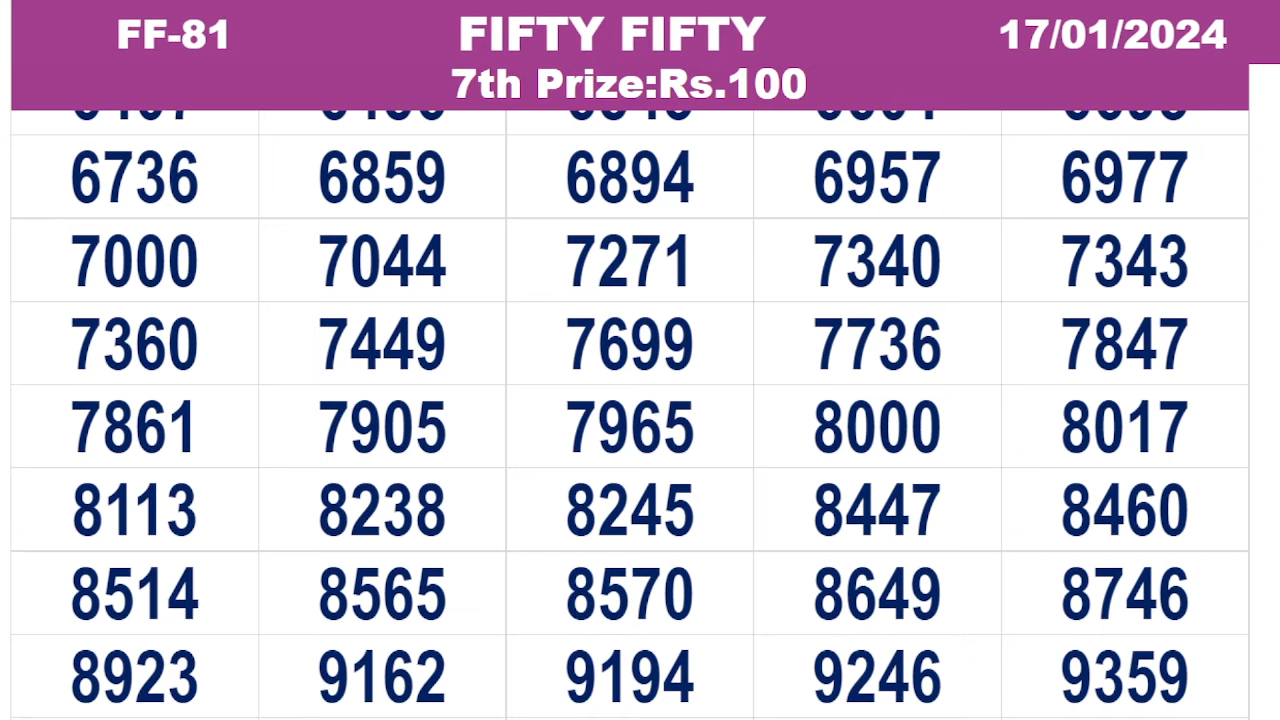 FF-81 FIFTY FIFTY 17/01/2024
7th Prize:Rs.100
6736 6859 6894 6957 6977
7000 7044 7271 7340 7343
7360 7449 7699 7736 7847
7861 7905 7965 8000 8017
8113 8238 8245 8447 8460
8514 8565 8570 8649 8746
8923 9162 9194 9246 9359